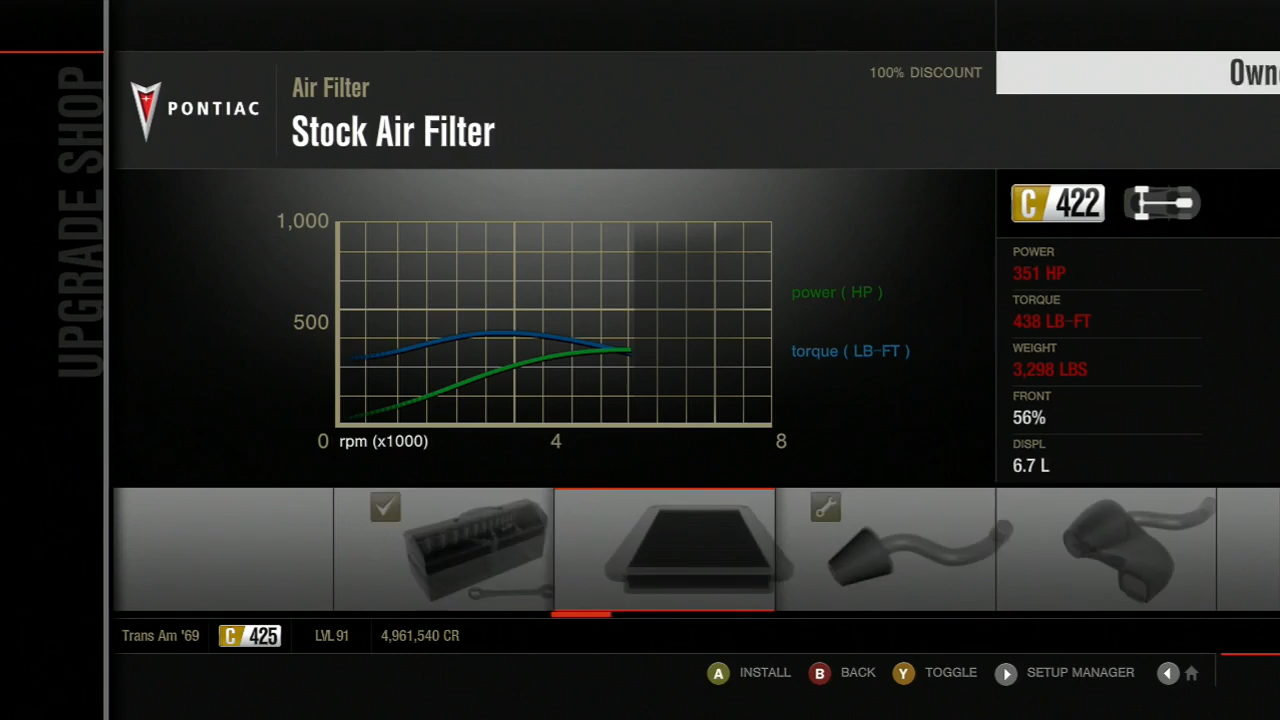 UPGRADE SHOP
PONTIAC
Air Filter
Stock Air Filter
100% DISCOUNT
Own
C 422
POWER
351 HP
TORQUE
438 LB-FT
WEIGHT
3,298 LBS
FRONT
56%
DISPL
6.7 L
1,000
500
0
rpm (x1000)
4
8
power ( HP )
torque ( LB-FT )
Trans Am '69
C 425
LVL 91
4,961,540 CR
A INSTALL
B BACK
Y TOGGLE
SETUP MANAGER